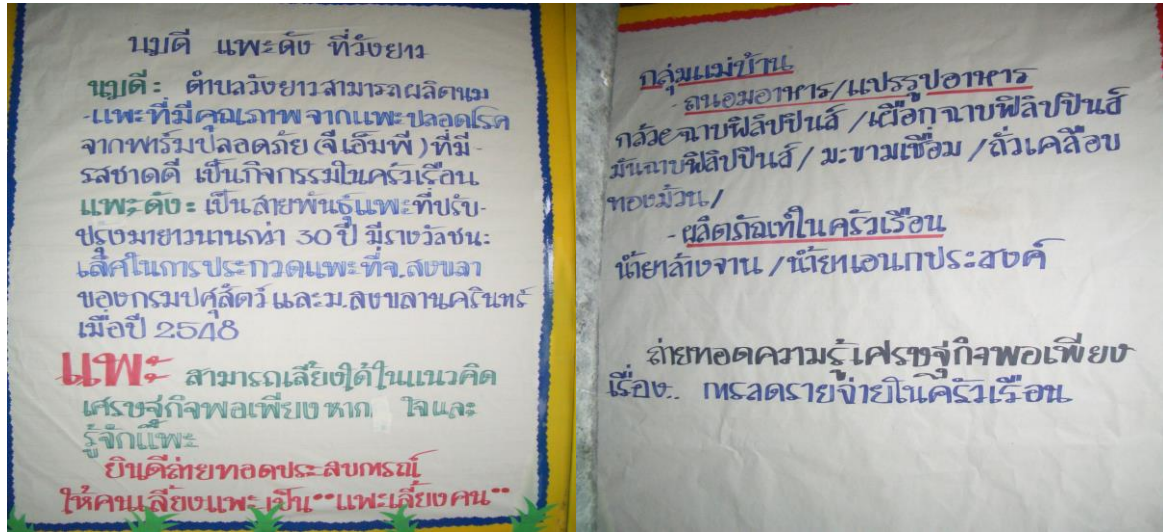 นมดี แพะดัง ที่วังยาว
นมดี : ตำบลวังยาวสามารถผลิตนม
-แพะที่มีคุณภาพ จากแพะปลอดโรค
จากฟาร์มปลอดภัย (จีเอ็มพี) ที่มี-
รสชาดดี เป็นกิจกรรมในครัวเรือน
แพะดัง : เป็นสายพันธุ์แพะที่ปรับ-
ปรุงมายาวนานกว่า 30 ปี มีรางวัลชนะ
เลิศในการประกวดแพะที่จ.สงขลา
ของกรมปศุสัตว์ และม.สงขลานครินทร์
เมื่อปี 2548
แพะ สามารถเลี้ยงได้ในแนวคิด
เศรษฐกิจพอเพียง หาก ใจและ
รู้จักแพะ
ยินดีถ่ายทอดประสบการณ์
ให้คนเลี้ยงแพะเป็น "แพะเลี้ยงคน"
กลุ่มแม่บ้าน
- ถนอมอาหาร/แปรรูปอาหาร
กล้วยฉาบฟิลิปปินส์ /เผือกฉาบฟิลิปปินส์
มันฉาบฟิลิปปินส์ / มะขามเชื่อม /ถั่วเคลือบ
ทองม้วน /
- ผลิตภัณฑ์ในครัวเรือน
น้ำยาล้างจาน /น้ำยาเอนกประสงค์
ถ่ายทอดความรู้เศรษฐกิจพอเพียง
เรื่อง.. การลดรายจ่ายในครัวเรือน